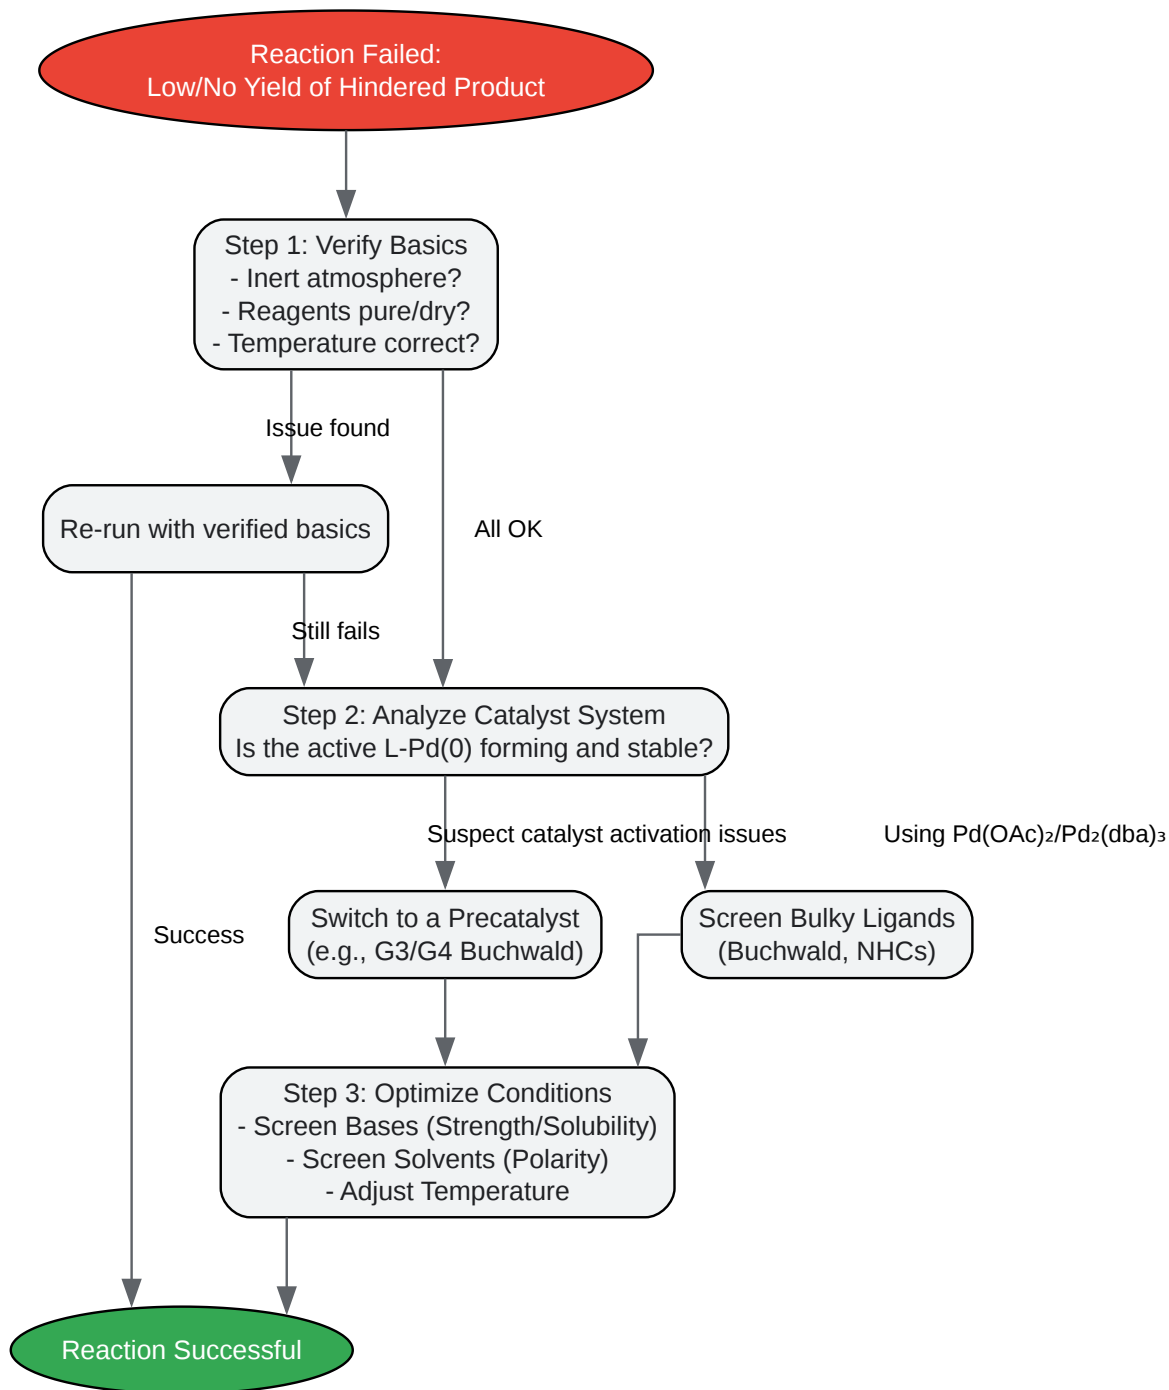 Reaction Failed:
Low/No Yield of Hindered Product
Step 1: Verify Basics
- Inert atmosphere?
- Reagents pure/dry?
- Temperature correct?
Issue found
Re-run with verified basics
All OK
Still fails
Step 2: Analyze Catalyst System
Is the active L-Pd(0) forming and stable?
Suspect catalyst activation issues
Using Pd(OAc)₂/Pd₂(dba)₃
Success
Switch to a Precatalyst
(e.g., G3/G4 Buchwald)
Screen Bulky Ligands
(Buchwald, NHCs)
Step 3: Optimize Conditions
- Screen Bases (Strength/Solubility)
- Screen Solvents (Polarity)
- Adjust Temperature
Reaction Successful